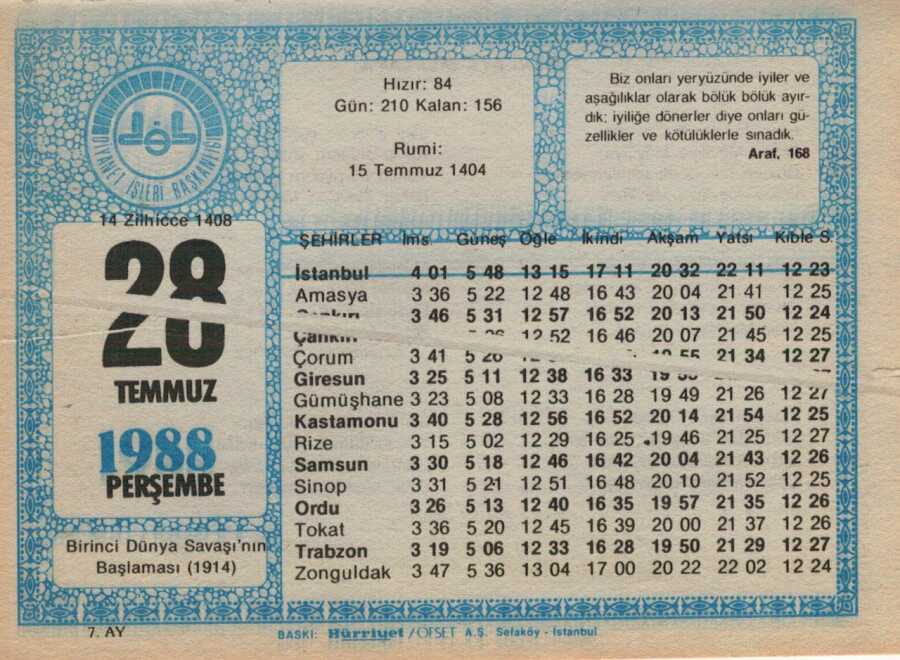 Hızır: 84
Gün: 210 Kalan: 156
Rumi:
15 Temmuz 1404
Biz onları yeryüzünde iyiler ve
aşağılıklar olarak bölük bölük ayır-
dık; iyiliğe dönerler diye onları gü-
zellikler ve kötülüklerle sınadık.
Araf, 168
DİYANET İŞLERİ BAŞKANLIĞI
14 Zilhicce 1408
28
TEMMUZ
1988
PERŞEMBE
Birinci Dünya Savaşı'nın
Başlaması (1914)
ŞEHİRLER İms. Güneş Öğle İkindi Akşam Yatsı Kıble S.
İstanbul 4 01 5 48 13 15 17 11 20 32 22 11 12 23
Amasya 3 36 5 22 12 48 16 43 20 04 21 41 12 25
3 46 5 31 12 57 16 52 20 13 21 50 12 24
Çankırı 12 52 16 46 20 07 21 45 12 25
Çorum 3 41 5 26 21 34 12 27
Giresun 3 25 5 11 12 38 16 33
Gümüşhane 3 23 5 08 12 33 16 28 19 49 21 26 12 27
Kastamonu 3 40 5 28 12 56 16 52 20 14 21 54 12 25
Rize 3 15 5 02 12 29 16 25 19 46 21 25 12 27
Samsun 3 30 5 18 12 46 16 42 20 04 21 43 12 26
Sinop 3 31 5 21 12 51 16 48 20 10 21 52 12 25
Ordu 3 26 5 13 12 40 16 35 19 57 21 35 12 26
Tokat 3 36 5 20 12 45 16 39 20 00 21 37 12 26
Trabzon 3 19 5 06 12 33 16 28 19 50 21 29 12 27
Zonguldak 3 47 5 36 13 04 17 00 20 22 22 02 12 24
7. AY
BASKI: Hürriyet / OFSET A.Ş. Sefaköy - İstanbul